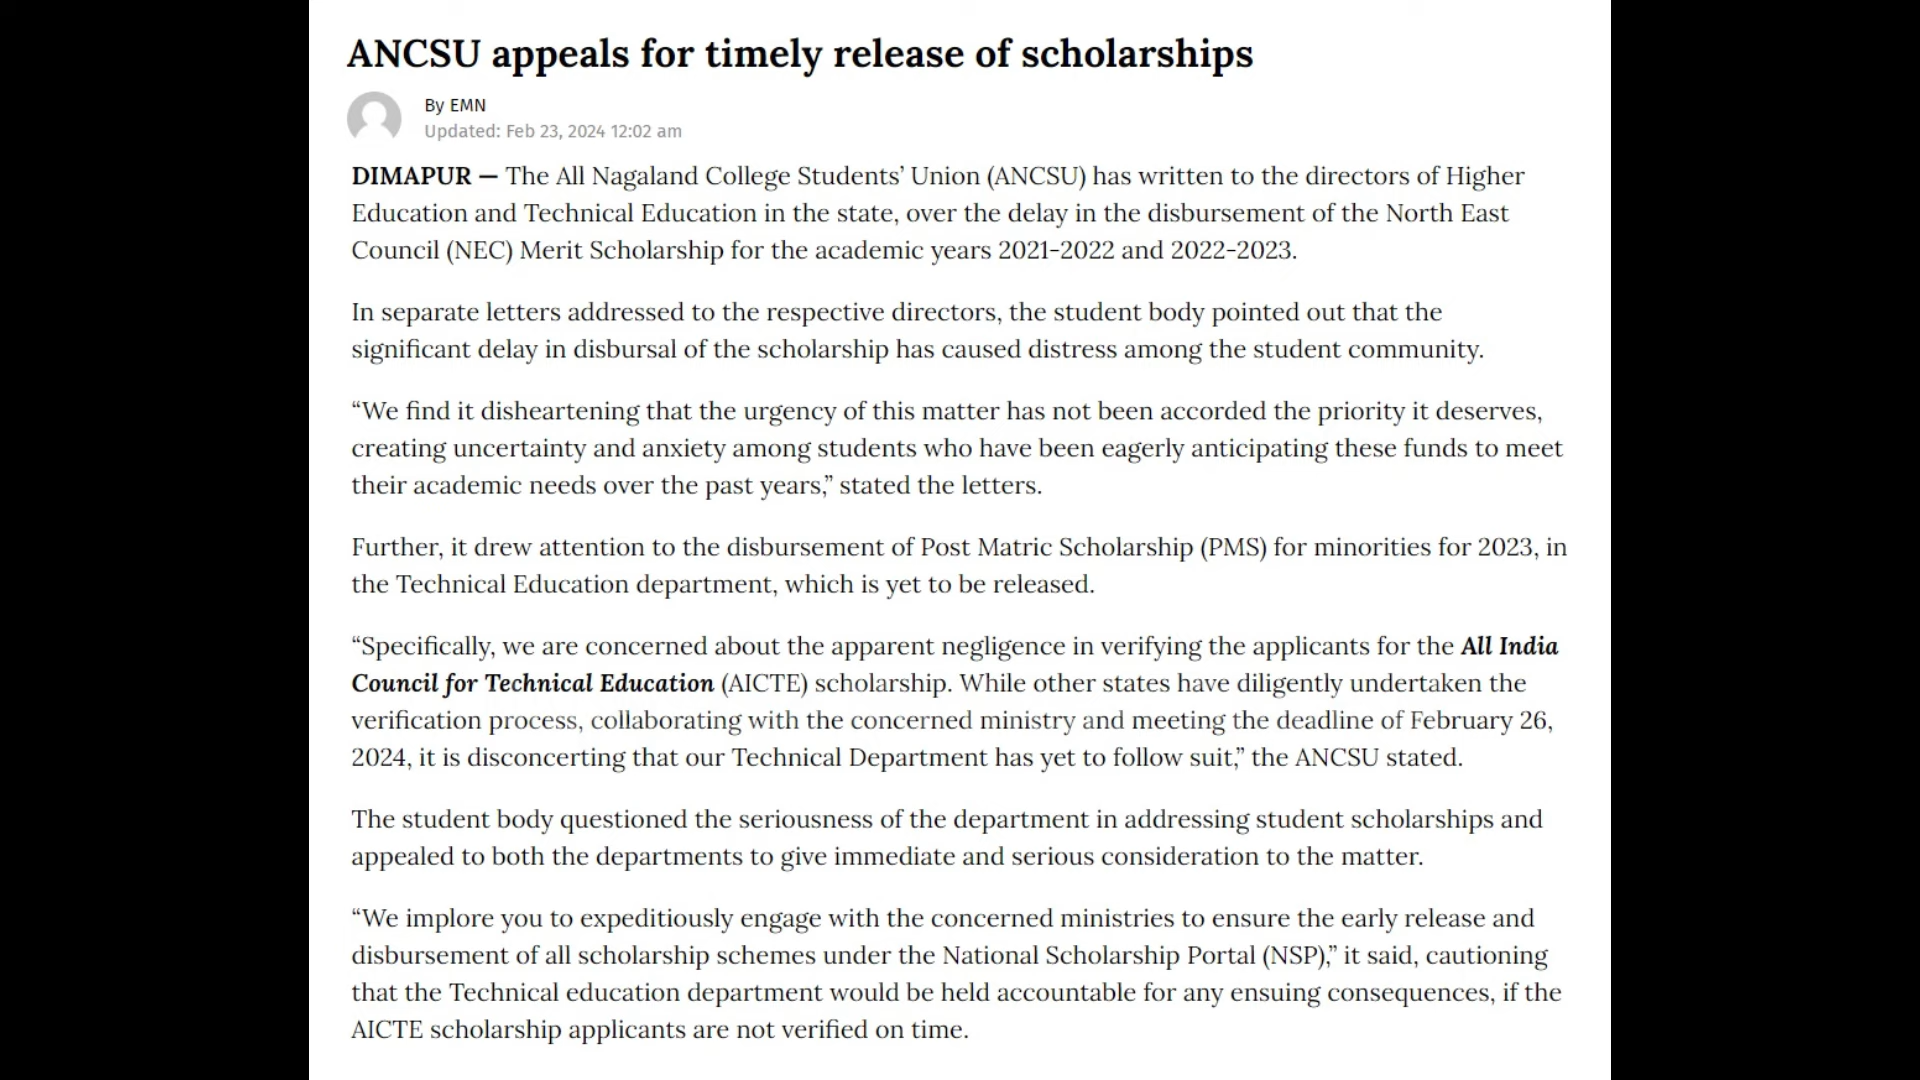 ANCSU appeals for timely release of scholarships
By EMN
Updated: Feb 23, 2024 12:02 am
DIMAPUR — The All Nagaland College Students’ Union (ANCSU) has written to the directors of Higher
Education and Technical Education in the state, over the delay in the disbursement of the North East
Council (NEC) Merit Scholarship for the academic years 2021-2022 and 2022-2023.
In separate letters addressed to the respective directors, the student body pointed out that the
significant delay in disbursal of the scholarship has caused distress among the student community.
“We find it disheartening that the urgency of this matter has not been accorded the priority it deserves,
creating uncertainty and anxiety among students who have been eagerly anticipating these funds to meet
their academic needs over the past years,” stated the letters.
Further, it drew attention to the disbursement of Post Matric Scholarship (PMS) for minorities for 2023, in
the Technical Education department, which is yet to be released.
“Specifically, we are concerned about the apparent negligence in verifying the applicants for the All India
Council for Technical Education (AICTE) scholarship. While other states have diligently undertaken the
verification process, collaborating with the concerned ministry and meeting the deadline of February 26,
2024, it is disconcerting that our Technical Department has yet to follow suit,” the ANCSU stated.
The student body questioned the seriousness of the department in addressing student scholarships and
appealed to both the departments to give immediate and serious consideration to the matter.
“We implore you to expeditiously engage with the concerned ministries to ensure the early release and
disbursement of all scholarship schemes under the National Scholarship Portal (NSP),” it said, cautioning
that the Technical education department would be held accountable for any ensuing consequences, if the
AICTE scholarship applicants are not verified on time.